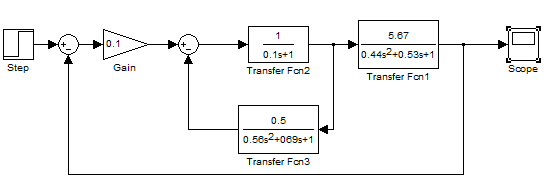 Step
0.1
Gain
1
0.1s+1
Transfer Fcn2
5.67
0.44s²+0.53s+1
Transfer Fcn1
Scope
0.5
0.56s²+069s+1
Transfer Fcn3